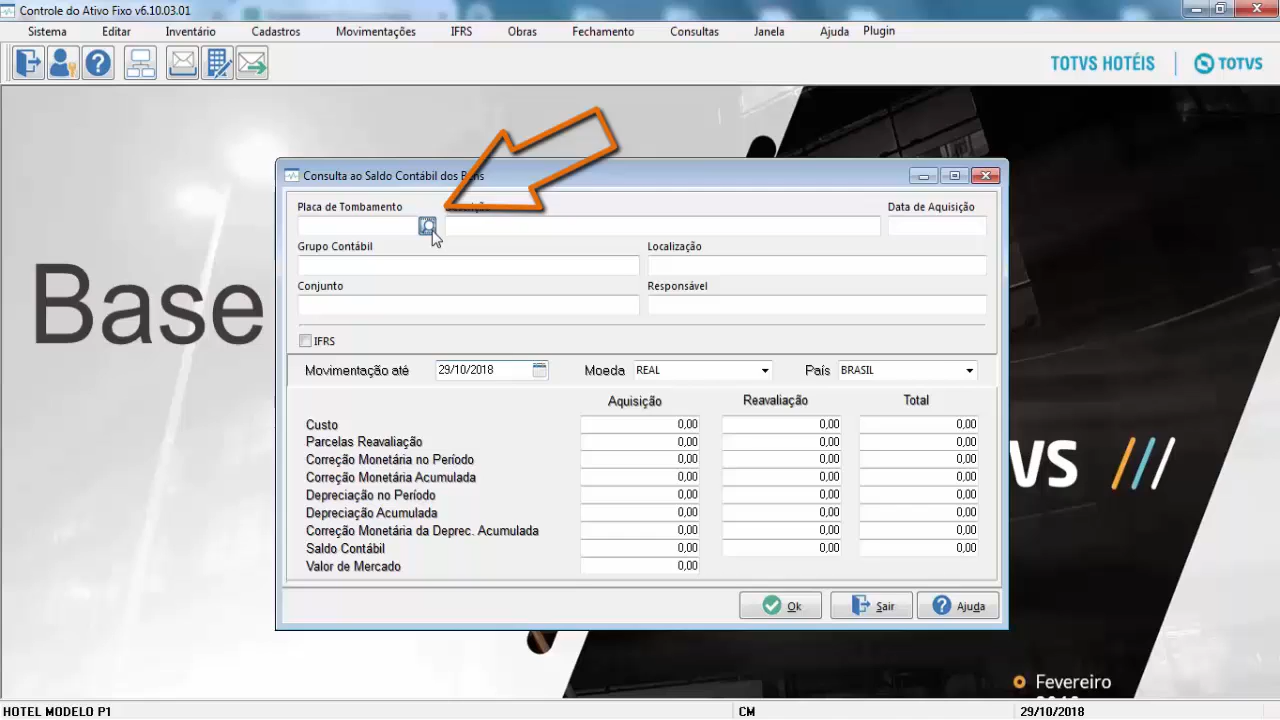 Controle do Ativo Fixo v6.10.03.01
Sistema Editar Inventário Cadastros Movimentações IFRS Obras Fechamento Consultas Janela Ajuda Plugin
TOTVS HOTÉIS TOTVS
Base
Consulta ao Saldo Contábil dos
Placa de Tombamento Data de Aquisição
Grupo Contábil Localização
Conjunto Responsável
IFRS
Movimentação até 29/10/2018 Moeda REAL País BRASIL
Aquisição Reavaliação Total
Custo 0,00 0,00 0,00
Parcelas Reavaliação 0,00 0,00 0,00
Correção Monetária no Período 0,00 0,00 0,00
Correção Monetária Acumulada 0,00 0,00 0,00
Depreciação no Período 0,00 0,00 0,00
Depreciação Acumulada 0,00 0,00 0,00
Correção Monetária da Deprec. Acumulada 0,00 0,00 0,00
Saldo Contábil 0,00 0,00 0,00
Valor de Mercado 0,00
VS
Ok Sair Ajuda
Fevereiro
HOTEL MODELO P1 CM 29/10/2018